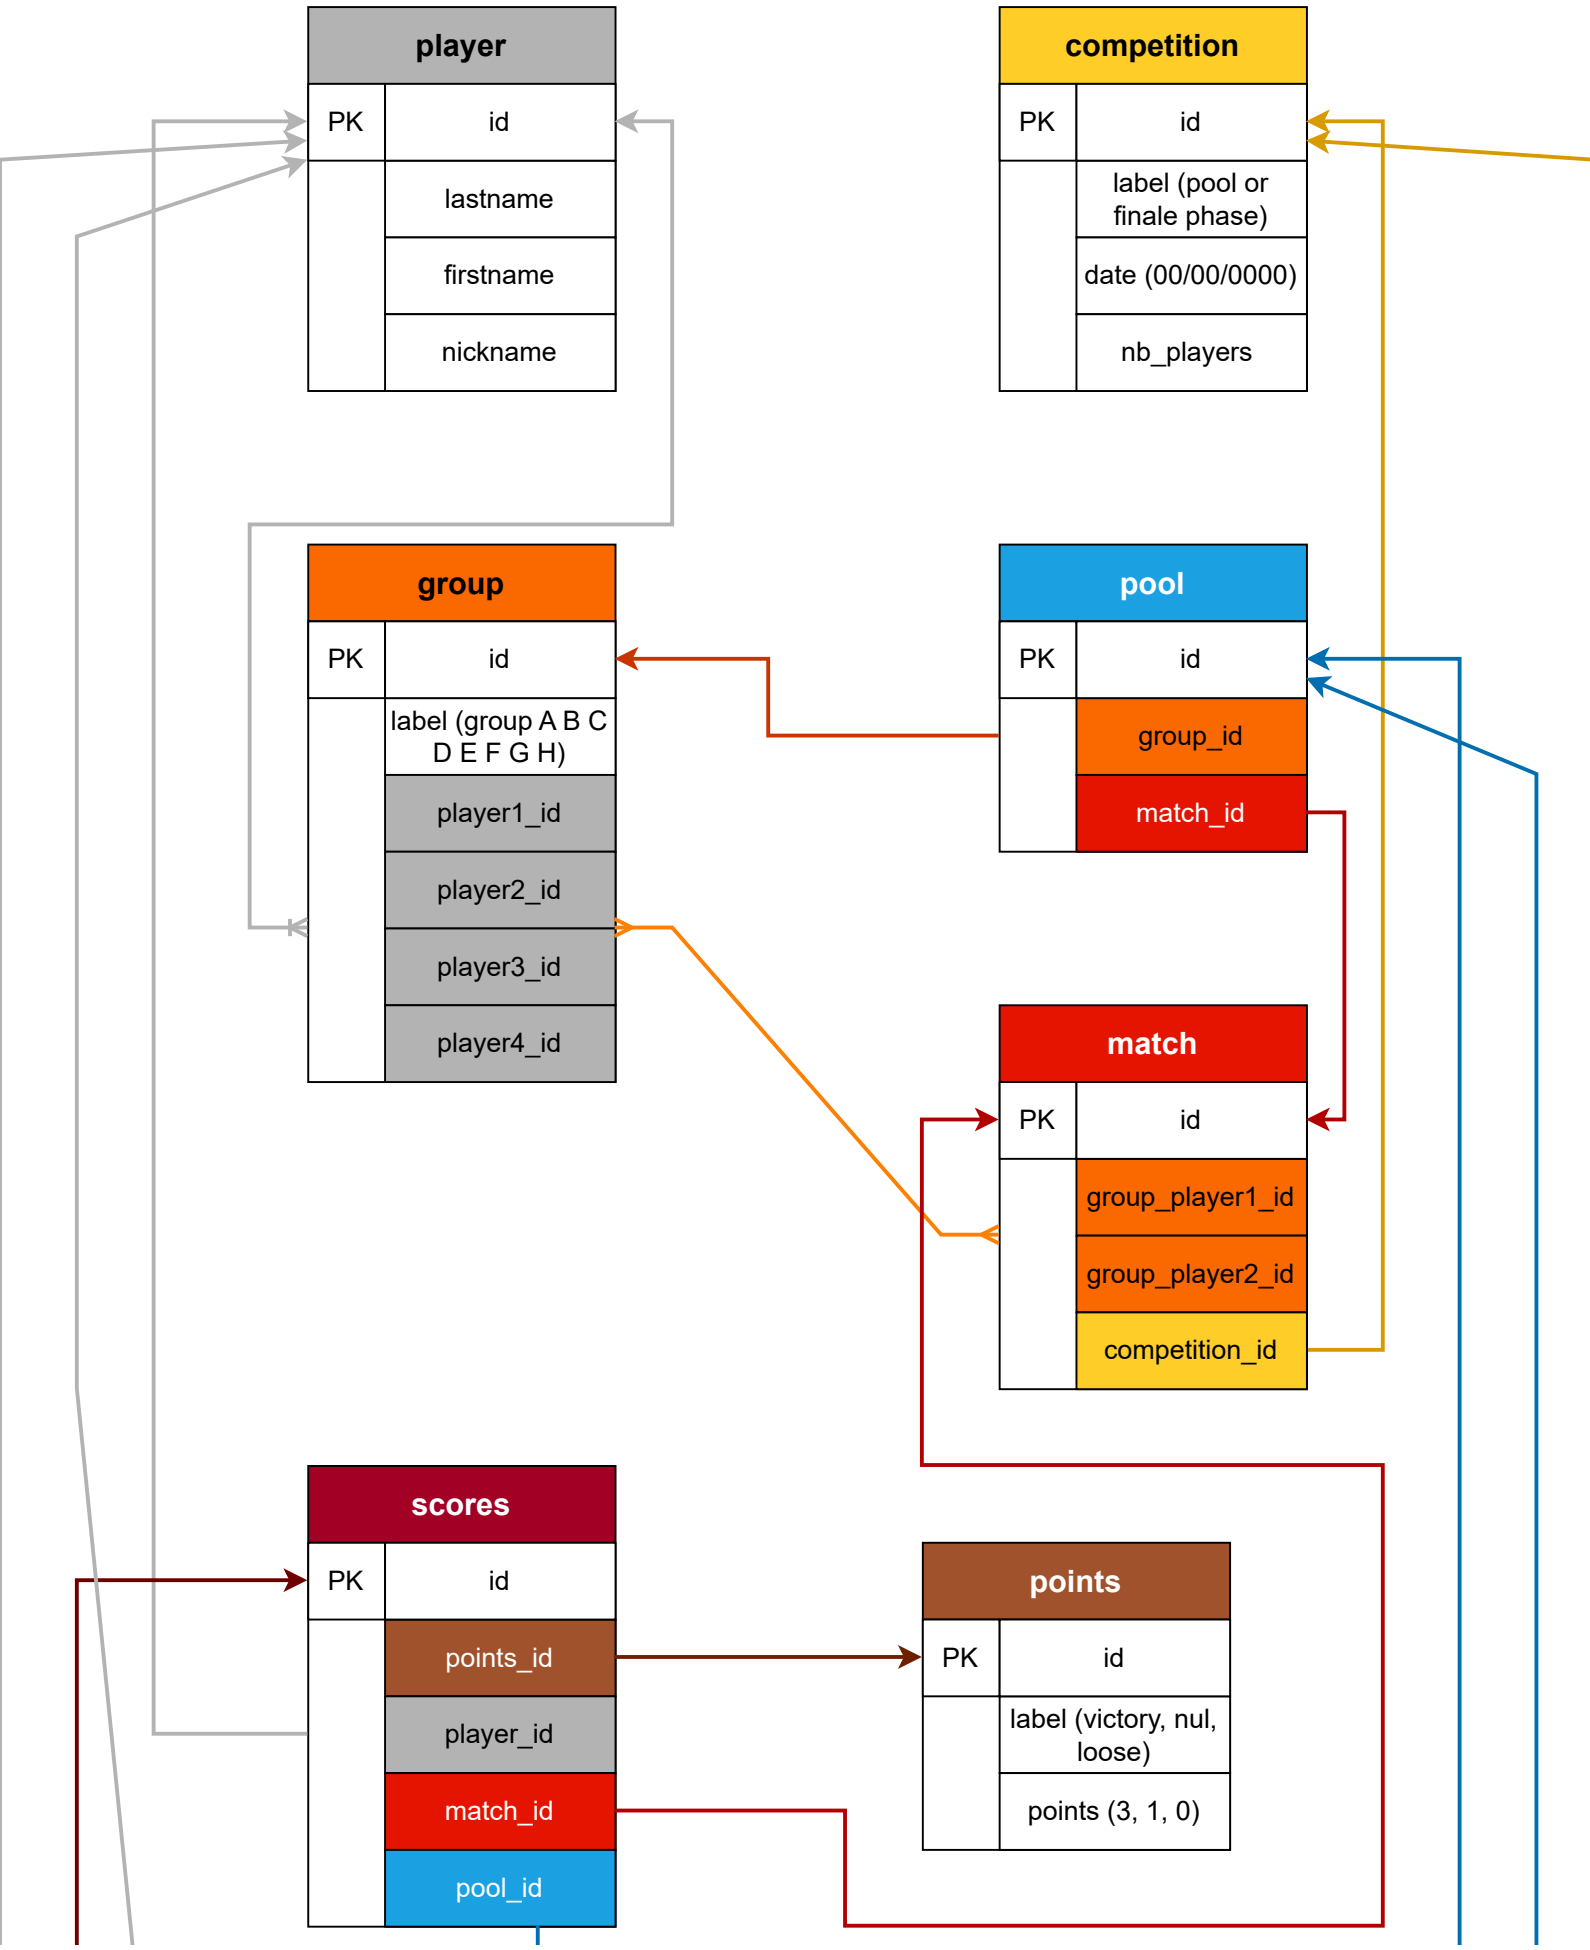 player
PK
id
lastname
firstname
nickname
competition
PK
id
label (pool or
finale phase)
date (00/00/0000)
nb_players
group
PK
id
label (group A B C
D E F G H)
player1_id
player2_id
player3_id
player4_id
pool
PK
id
group_id
match_id
match
PK
id
group_player1_id
group_player2_id
competition_id
scores
PK
id
points_id
player_id
match_id
pool_id
points
PK
id
label (victory, nul,
loose)
points (3, 1, 0)